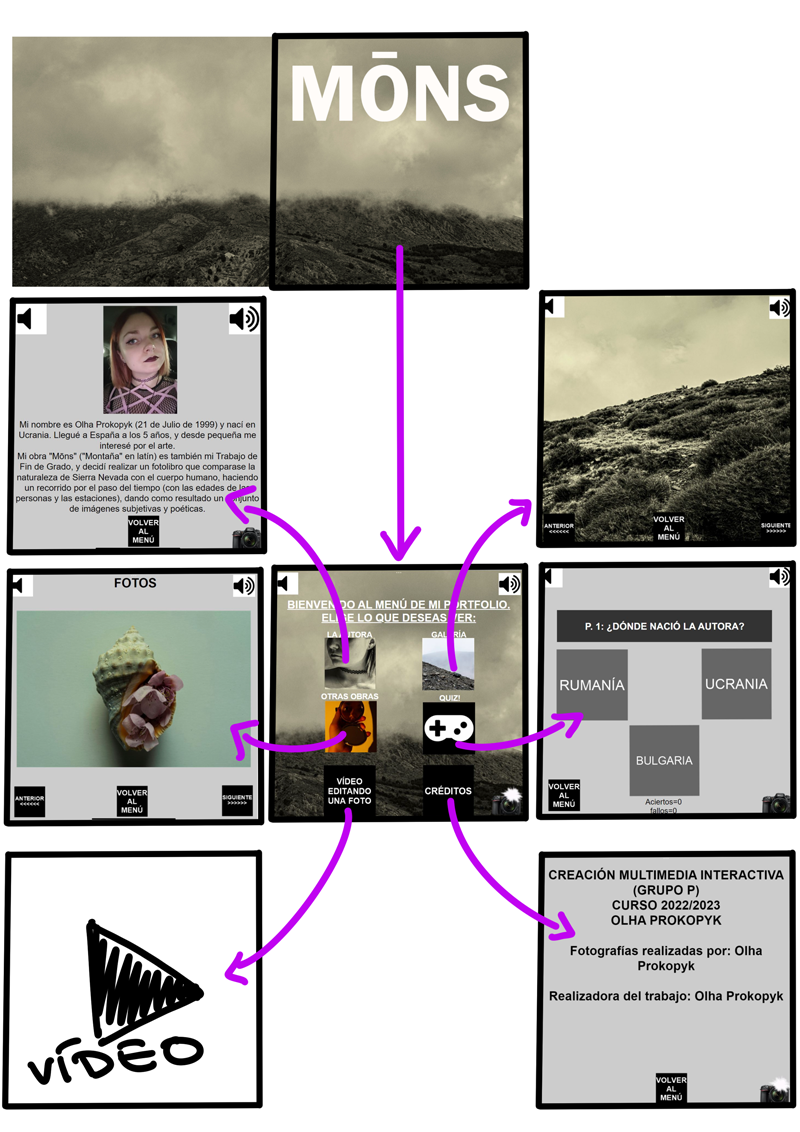 MŌNS
Mi nombre es Olha Prokopyk (21 de Julio de 1999) y nací en
Ucrania. Llegué a España a los 5 años, y desde pequeña me
interesé por el arte.
Mi obra "Mōns" ("Montaña" en latín) es también mi Trabajo de
Fin de Grado, y decidí realizar un fotolibro que comparase la
naturaleza de Sierra Nevada con el cuerpo humano, haciendo
un recorrido por el paso del tiempo (con las edades de las
personas y las estaciones), dando como resultado un conjunto
de imágenes subjetivas y poéticas.
VOLVER
AL
MENÚ
ANTERIOR
<<<<<<
VOLVER
AL
MENÚ
SIGUIENTE
>>>>>>
FOTOS
ANTERIOR
<<<<<<
VOLVER
AL
MENÚ
SIGUIENTE
>>>>>>
BIENVENIDO AL MENÚ DE MI PORTFOLIO.
ELIGE LO QUE DESEAS VER:
LA AUTORA
GALERÍA
OTRAS OBRAS
QUIZ!
VÍDEO
EDITANDO
UNA FOTO
CRÉDITOS
P. 1: ¿DÓNDE NACIÓ LA AUTORA?
RUMANÍA
UCRANIA
BULGARIA
VOLVER
AL
MENÚ
Aciertos=0
fallos=0
VÍDEO
CREACIÓN MULTIMEDIA INTERACTIVA
(GRUPO P)
CURSO 2022/2023
OLHA PROKOPYK
Fotografías realizadas por: Olha
Prokopyk
Realizadora del trabajo: Olha Prokopyk
VOLVER
AL
MENÚ